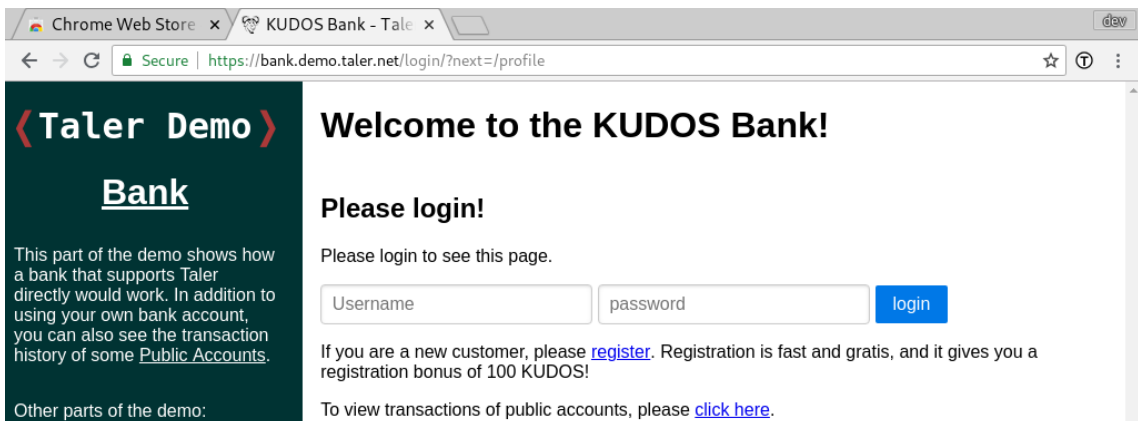 Chrome Web Store
KUDOS Bank - Tale
dev
Secure | https://bank.demo.taler.net/login/?next=/profile
❬Taler Demo❭
Bank
This part of the demo shows how
a bank that supports Taler
directly would work. In addition to
using your own bank account,
you can also see the transaction
history of some Public Accounts.
Other parts of the demo:
Welcome to the KUDOS Bank!
Please login!
Please login to see this page.
Username password login
If you are a new customer, please register. Registration is fast and gratis, and it gives you a
registration bonus of 100 KUDOS!
To view transactions of public accounts, please click here.